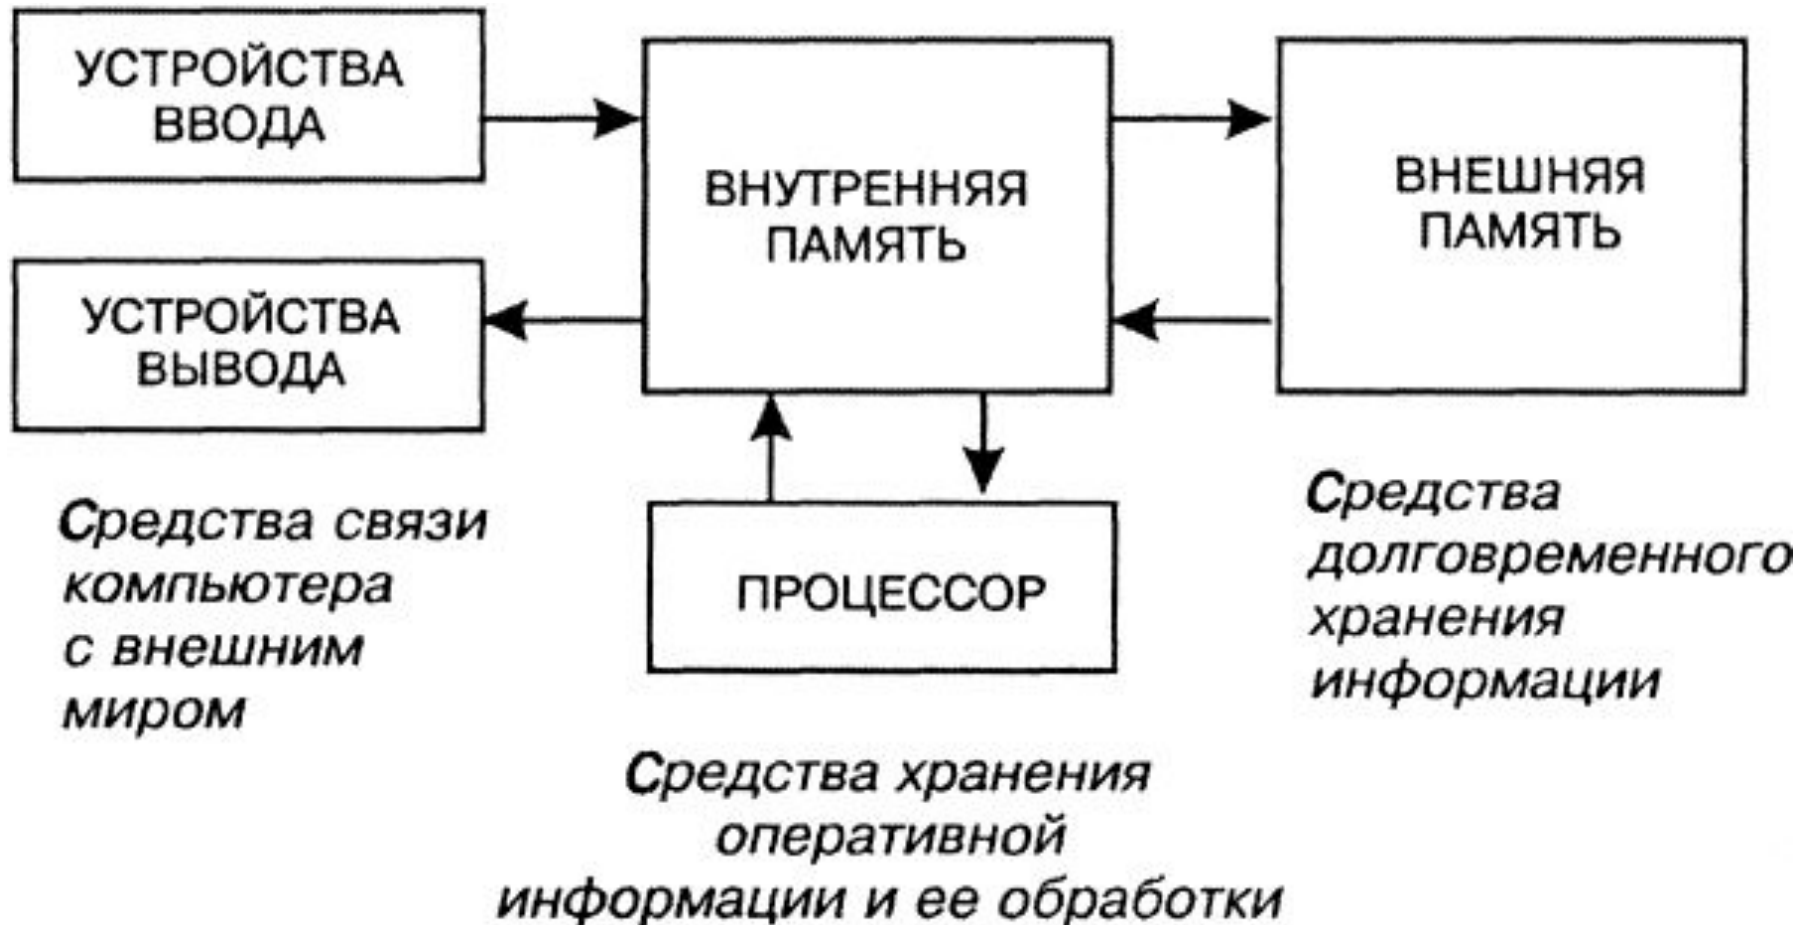 УСТРОЙСТВА
ВВОДА
УСТРОЙСТВА
ВЫВОДА
ВНУТРЕННЯЯ
ПАМЯТЬ
ВНЕШНЯЯ
ПАМЯТЬ
ПРОЦЕССОР
Средства связи
компьютера
с внешним
миром
Средства хранения
оперативной
информации и ее обработки
Средства
долговременного
хранения
информации